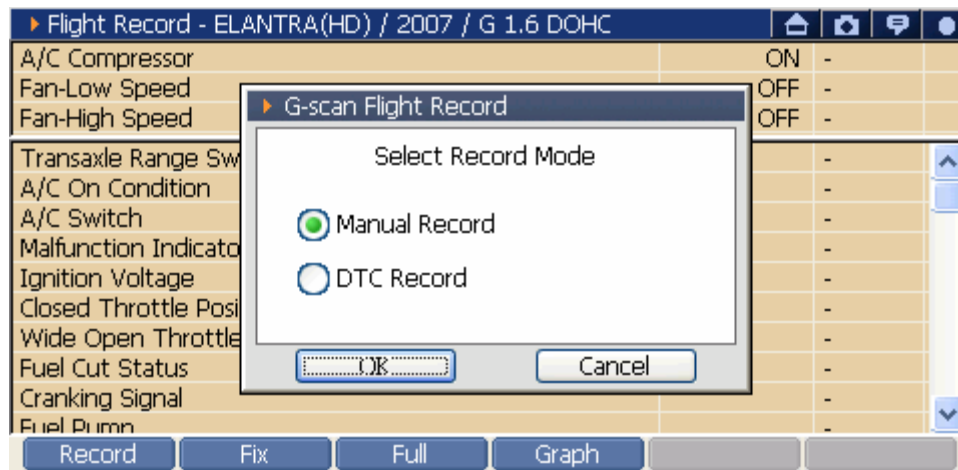 Flight Record - ELANTRA(HD) / 2007 / G 1.6 DOHC
A/C Compressor ON -
Fan-Low Speed OFF -
Fan-High Speed OFF -
G-scan Flight Record
Select Record Mode
Manual Record
DTC Record
OK Cancel
Transaxle Range Sw -
A/C On Condition -
A/C Switch -
Malfunction Indicato -
Ignition Voltage -
Closed Throttle Posi -
Wide Open Throttle -
Fuel Cut Status -
Cranking Signal -
Fuel Pump -
Record Fix Full Graph